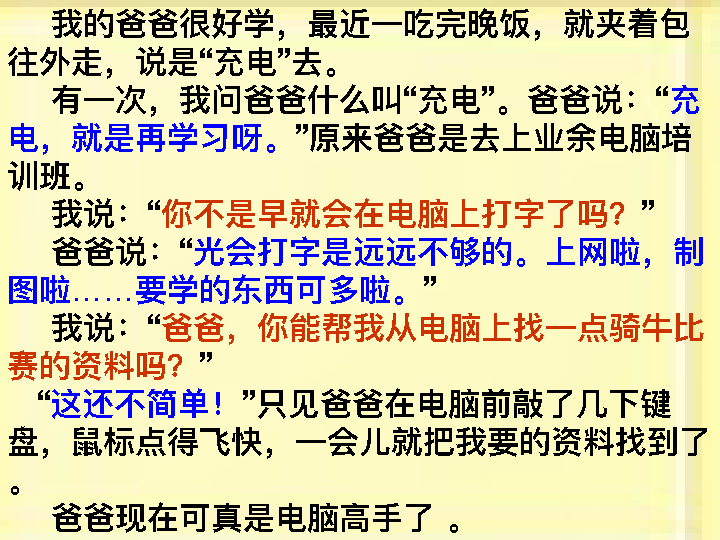 我的爸爸很好学，最近一吃完晚饭，就夹着包
往外走，说是“充电”去。
有一次，我问爸爸什么叫“充电”。爸爸说：“充
电，就是再学习呀。”原来爸爸是去上业余电脑培
训班。
我说：“你不是早就会在电脑上打字了吗？”
爸爸说：“光会打字是远远不够的。上网啦，制
图啦……要学的东西可多啦。”
我说：“爸爸，你能帮我从电脑上找一点骑牛比
赛的资料吗？”
“这还不简单！”只见爸爸在电脑前敲了几下键
盘，鼠标点得飞快，一会儿就把我要的资料找到了
。
爸爸现在可真是电脑高手了 。